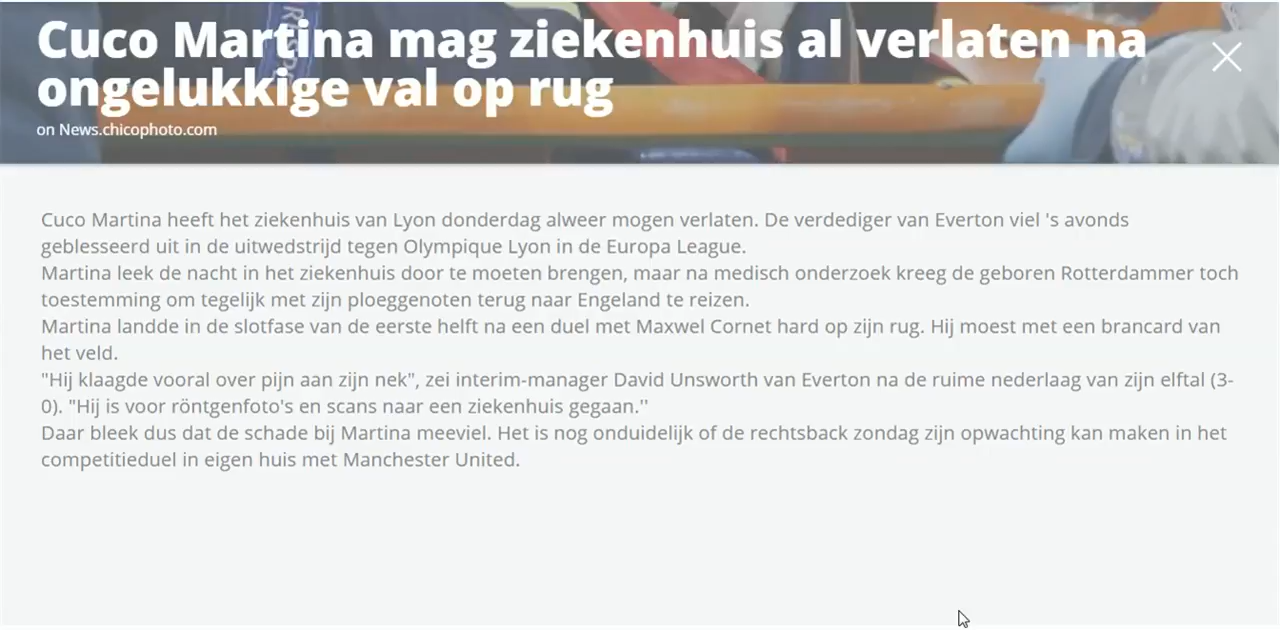 Cuco Martina mag ziekenhuis al verlaten na
ongelukkige val op rug
on News.chicophoto.com
Cuco Martina heeft het ziekenhuis van Lyon donderdag alweer mogen verlaten. De verdediger van Everton viel 's avonds
geblesseerd uit in de uitwedstrijd tegen Olympique Lyon in de Europa League.
Martina leek de nacht in het ziekenhuis door te moeten brengen, maar na medisch onderzoek kreeg de geboren Rotterdammer toch
toestemming om tegelijk met zijn ploeggenoten terug naar Engeland te reizen.
Martina landde in de slotfase van de eerste helft na een duel met Maxwel Cornet hard op zijn rug. Hij moest met een brancard van
het veld.
"Hij klaagde vooral over pijn aan zijn nek", zei interim-manager David Unsworth van Everton na de ruime nederlaag van zijn elftal (3-
0). "Hij is voor röntgenfoto's en scans naar een ziekenhuis gegaan.''
Daar bleek dus dat de schade bij Martina meeviel. Het is nog onduidelijk of de rechtsback zondag zijn opwachting kan maken in het
competitieduel in eigen huis met Manchester United.